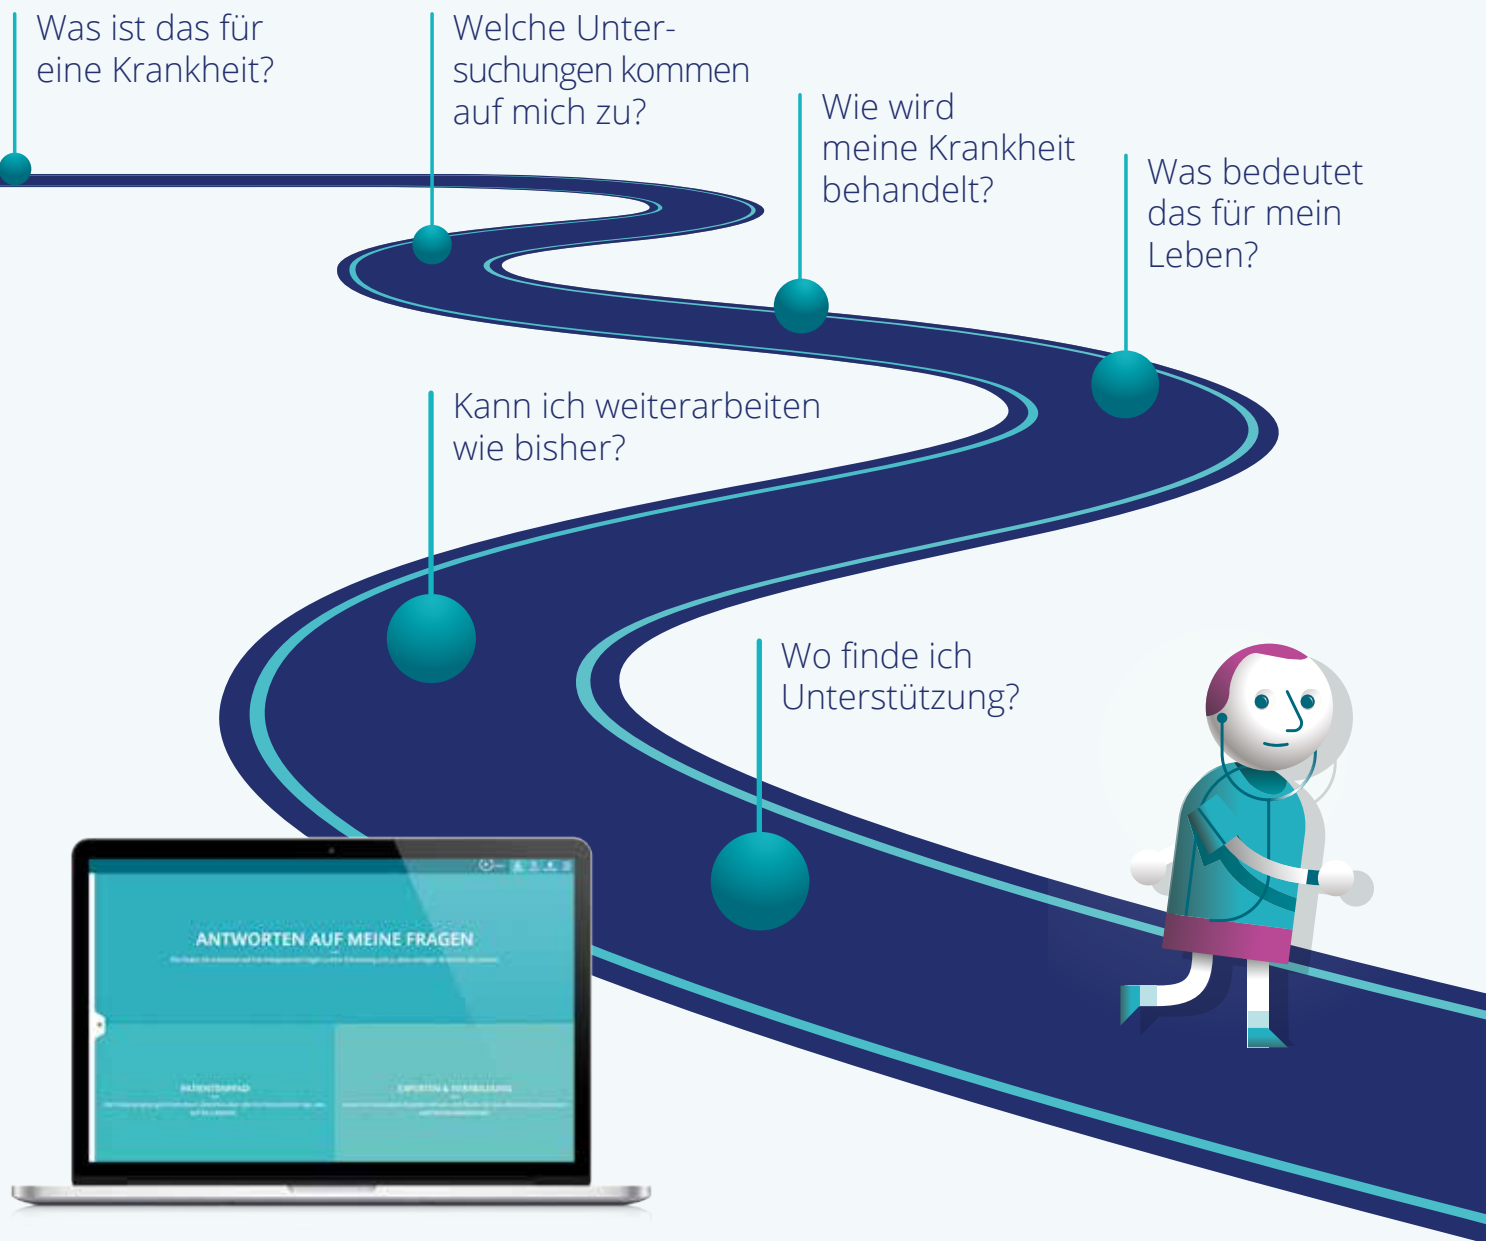 Was ist das für
eine Krankheit?
Welche Unter-
suchungen kommen
auf mich zu?
Wie wird
meine Krankheit
behandelt?
Was bedeutet
das für mein
Leben?
Kann ich weiterarbeiten
wie bisher?
Wo finde ich
Unterstützung?
ANTWORTEN AUF MEINE FRAGEN
PATIENTENPFAD